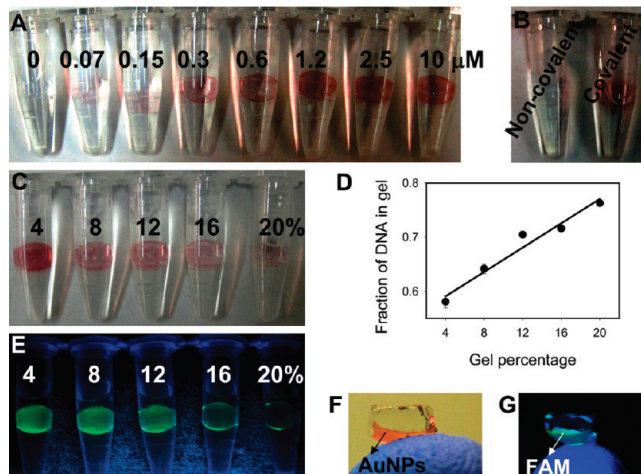 A
0 0.07 0.15 0.3 0.6 1.2 2.5 10 μM
B
Non-covalent
Covalent
C
4 8 12 16 20%
D
Fraction of DNA in gel
0.8
0.7
0.6
4 8 12 16 20
Gel percentage
E
4 8 12 16 20%
F
AuNPs
G
FAM